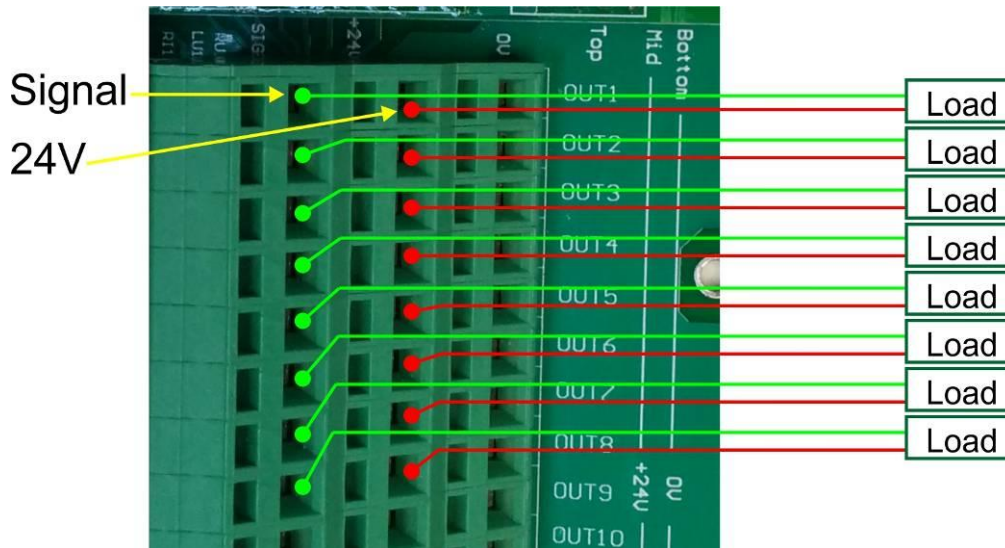 Signal
24V
SIG
+24V
0V
Top
Mid
Bottom
OUT1
OUT2
OUT3
OUT4
OUT5
OUT6
OUT7
OUT8
OUT9
OUT10
+24V
0V
Load
Load
Load
Load
Load
Load
Load
Load